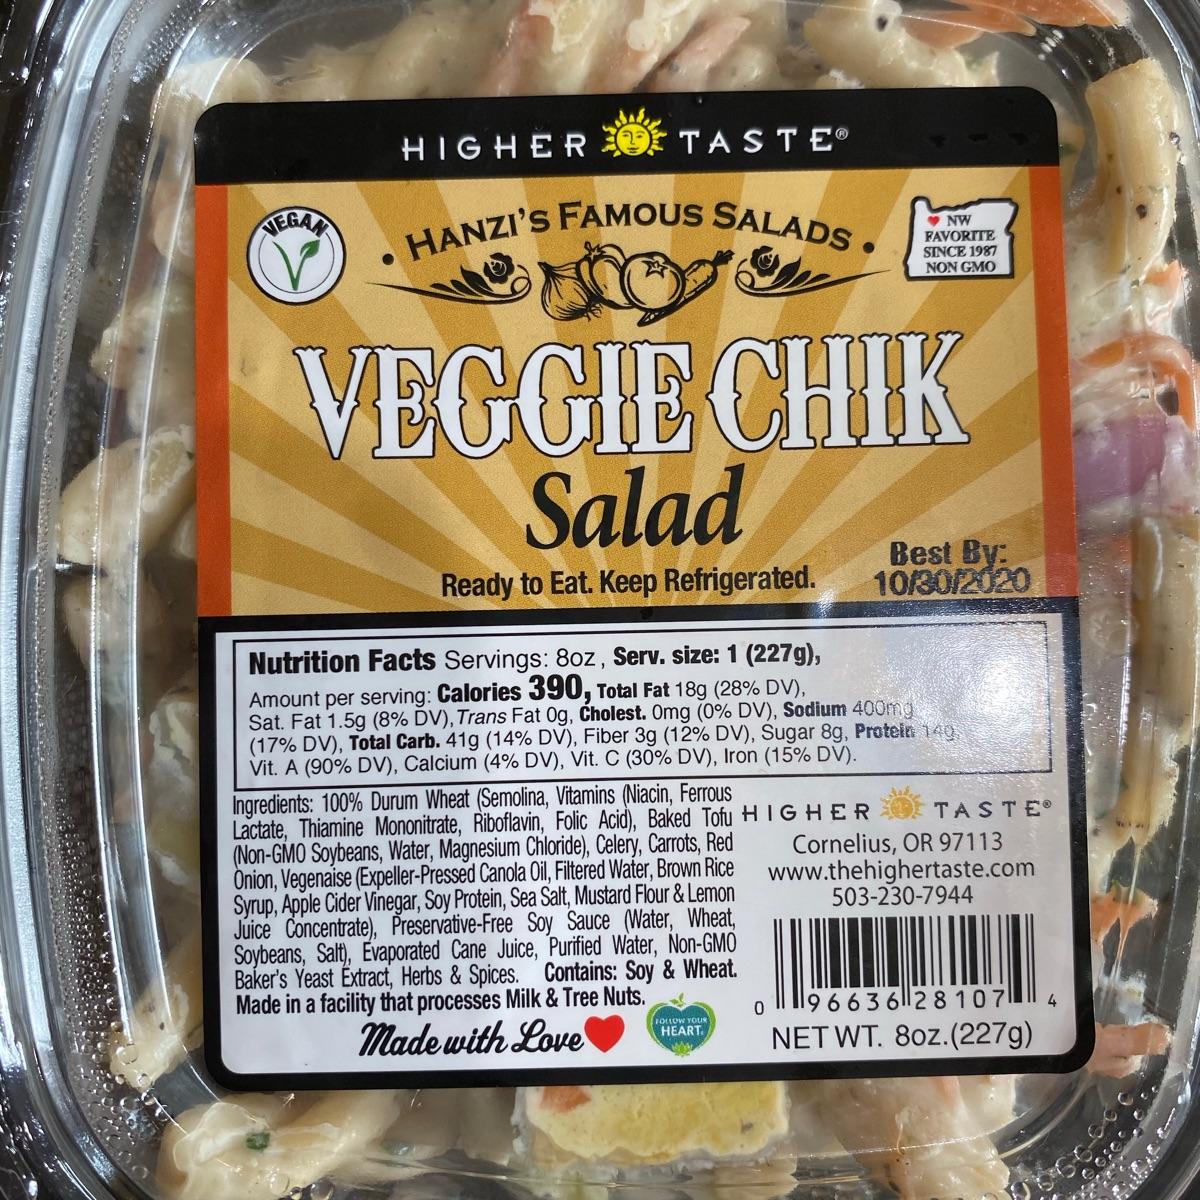 HIGHER TASTE®
VEGAN
HANZI'S FAMOUS SALADS
NW
FAVORITE
SINCE 1987
NON GMO
VEGGIE CHIK
Salad
Ready to Eat. Keep Refrigerated.
Best By:
10/30/2020
Nutrition Facts Servings: 8oz, Serv. size: 1 (227g),
Amount per serving: Calories 390, Total Fat 18g (28% DV),
Sat. Fat 1.5g (8% DV), Trans Fat 0g, Cholest. 0mg (0% DV), Sodium 400mg
(17% DV), Total Carb. 41g (14% DV), Fiber 3g (12% DV), Sugar 8g, Protein 14g,
Vit. A (90% DV), Calcium (4% DV), Vit. C (30% DV), Iron (15% DV).
Ingredients: 100% Durum Wheat (Semolina, Vitamins (Niacin, Ferrous
Lactate, Thiamine Mononitrate, Riboflavin, Folic Acid), Baked Tofu
(Non-GMO Soybeans, Water, Magnesium Chloride), Celery, Carrots, Red
Onion, Vegenaise (Expeller-Pressed Canola Oil, Filtered Water, Brown Rice
Syrup, Apple Cider Vinegar, Soy Protein, Sea Salt, Mustard Flour & Lemon
Juice Concentrate), Preservative-Free Soy Sauce (Water, Wheat,
Soybeans, Salt), Evaporated Cane Juice, Purified Water, Non-GMO
Baker's Yeast Extract, Herbs & Spices. Contains: Soy & Wheat.
Made in a facility that processes Milk & Tree Nuts.
Made with Love
FOLLOW YOUR
HEART
HIGHER TASTE®
Cornelius, OR 97113
www.thehighertaste.com
503-230-7944
0 96636 28107 4
NET WT. 8oz.(227g)